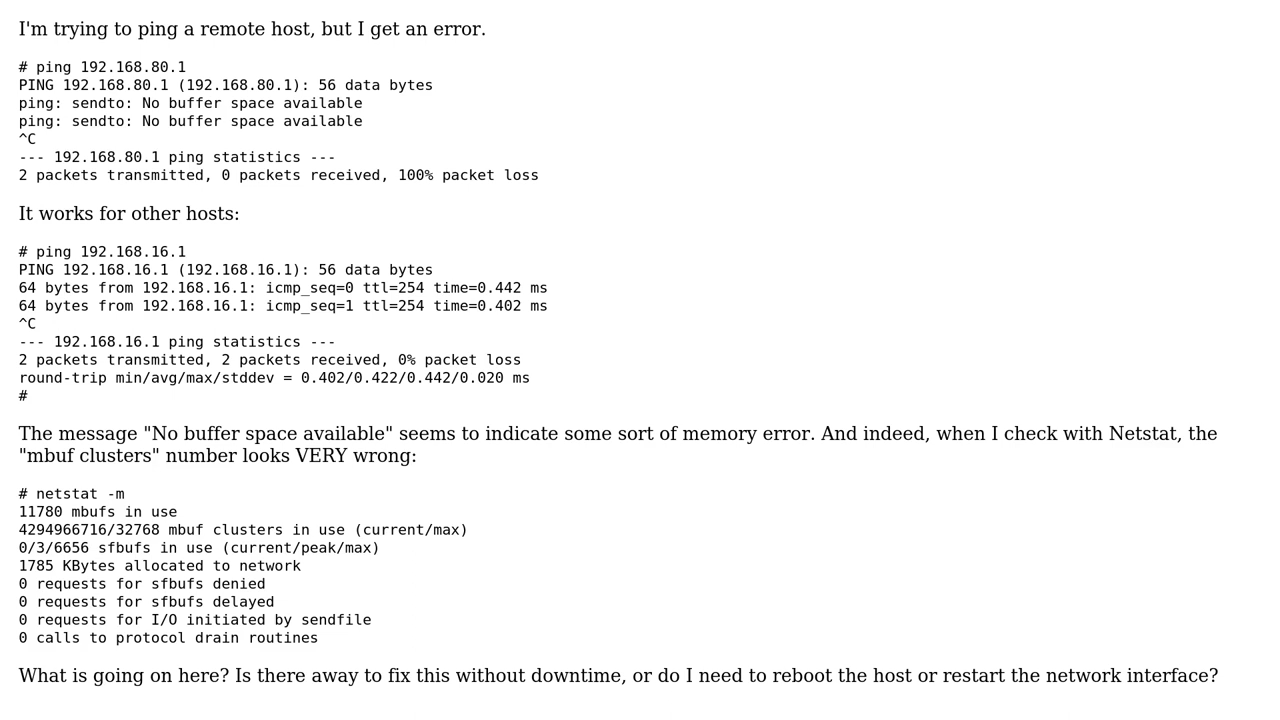 I'm trying to ping a remote host, but I get an error.
# ping 192.168.80.1
PING 192.168.80.1 (192.168.80.1): 56 data bytes
ping: sendto: No buffer space available
ping: sendto: No buffer space available
^C
--- 192.168.80.1 ping statistics ---
2 packets transmitted, 0 packets received, 100% packet loss
It works for other hosts:
# ping 192.168.16.1
PING 192.168.16.1 (192.168.16.1): 56 data bytes
64 bytes from 192.168.16.1: icmp_seq=0 ttl=254 time=0.442 ms
64 bytes from 192.168.16.1: icmp_seq=1 ttl=254 time=0.402 ms
^C
--- 192.168.16.1 ping statistics ---
2 packets transmitted, 2 packets received, 0% packet loss
round-trip min/avg/max/stddev = 0.402/0.422/0.442/0.020 ms
#
The message "No buffer space available" seems to indicate some sort of memory error. And indeed, when I check with Netstat, the
"mbuf clusters" number looks VERY wrong:
# netstat -m
11780 mbufs in use
4294966716/32768 mbuf clusters in use (current/max)
0/3/6656 sfbufs in use (current/peak/max)
1785 KBytes allocated to network
0 requests for sfbufs denied
0 requests for sfbufs delayed
0 requests for I/O initiated by sendfile
0 calls to protocol drain routines
What is going on here? Is there away to fix this without downtime, or do I need to reboot the host or restart the network interface?